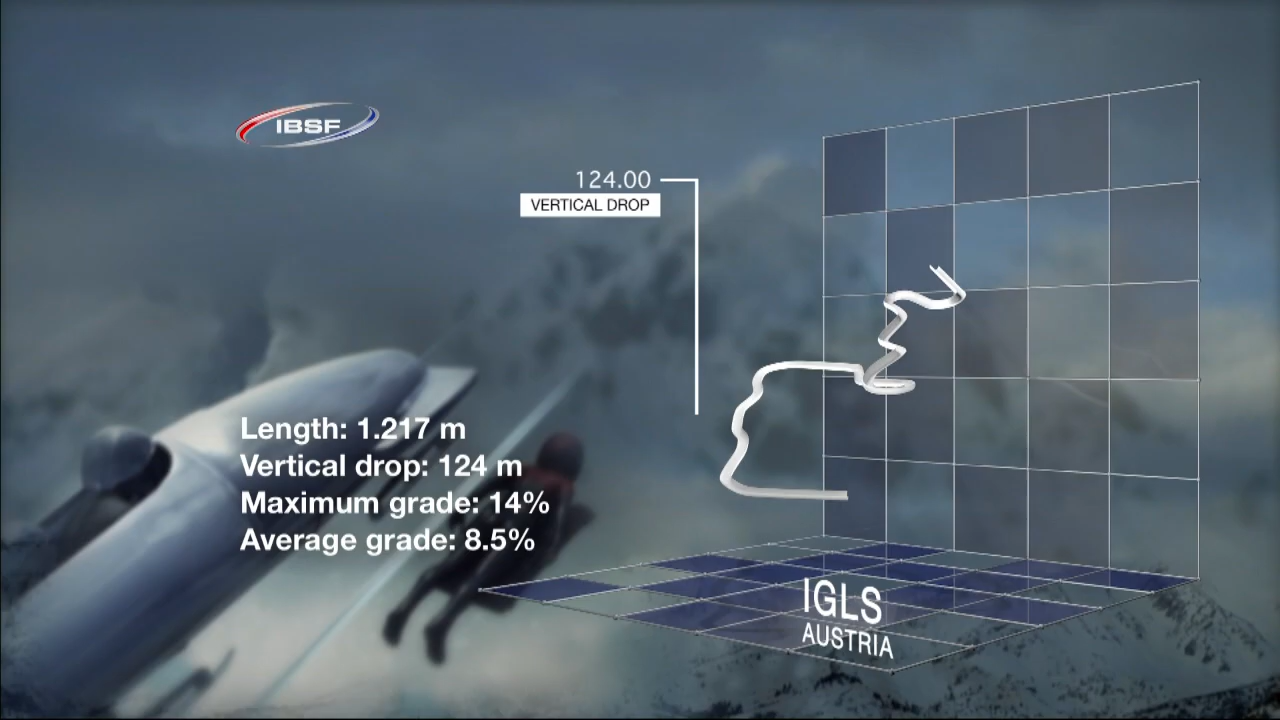 IBSF
124.00
VERTICAL DROP
Length: 1.217 m
Vertical drop: 124 m
Maximum grade: 14%
Average grade: 8.5%
IGLS
AUSTRIA